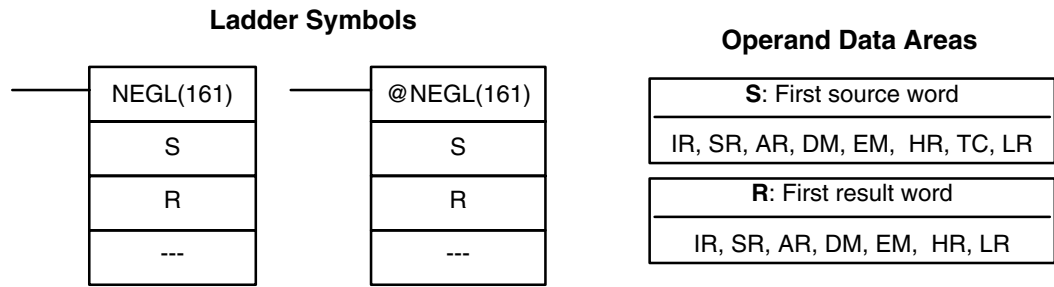 Ladder Symbols
NEGL(161)
S
R
---
@NEGL(161)
S
R
---
Operand Data Areas
S: First source word
IR, SR, AR, DM, EM, HR, TC, LR
R: First result word
IR, SR, AR, DM, EM, HR, LR